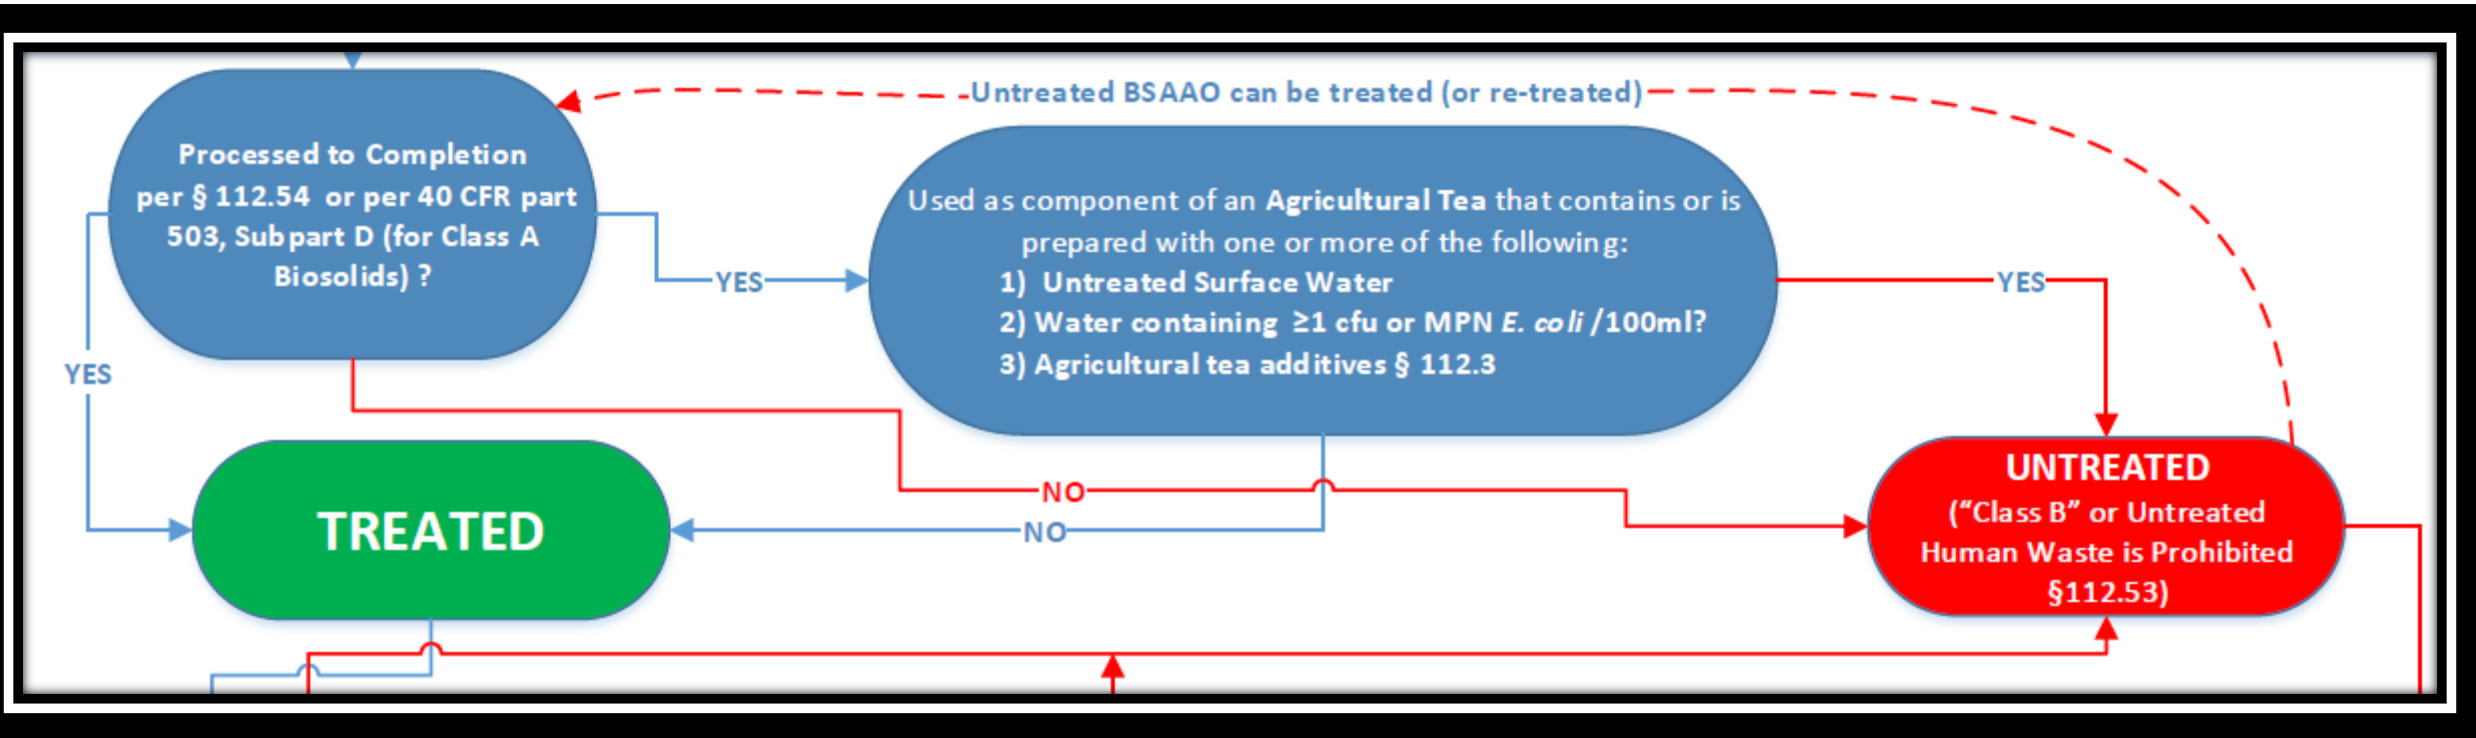 Untreated BSAAO can be treated (or re-treated)
Processed to Completion
per § 112.54 or per 40 CFR part
503, Subpart D (for Class A
Biosolids) ?
Used as component of an Agricultural Tea that contains or is
prepared with one or more of the following:
1) Untreated Surface Water
2) Water containing ≥1 cfu or MPN E. coli /100ml?
3) Agricultural tea additives § 112.3
YES
YES
YES
NO
NO
TREATED
UNTREATED
(“Class B” or Untreated
Human Waste is Prohibited
§112.53)